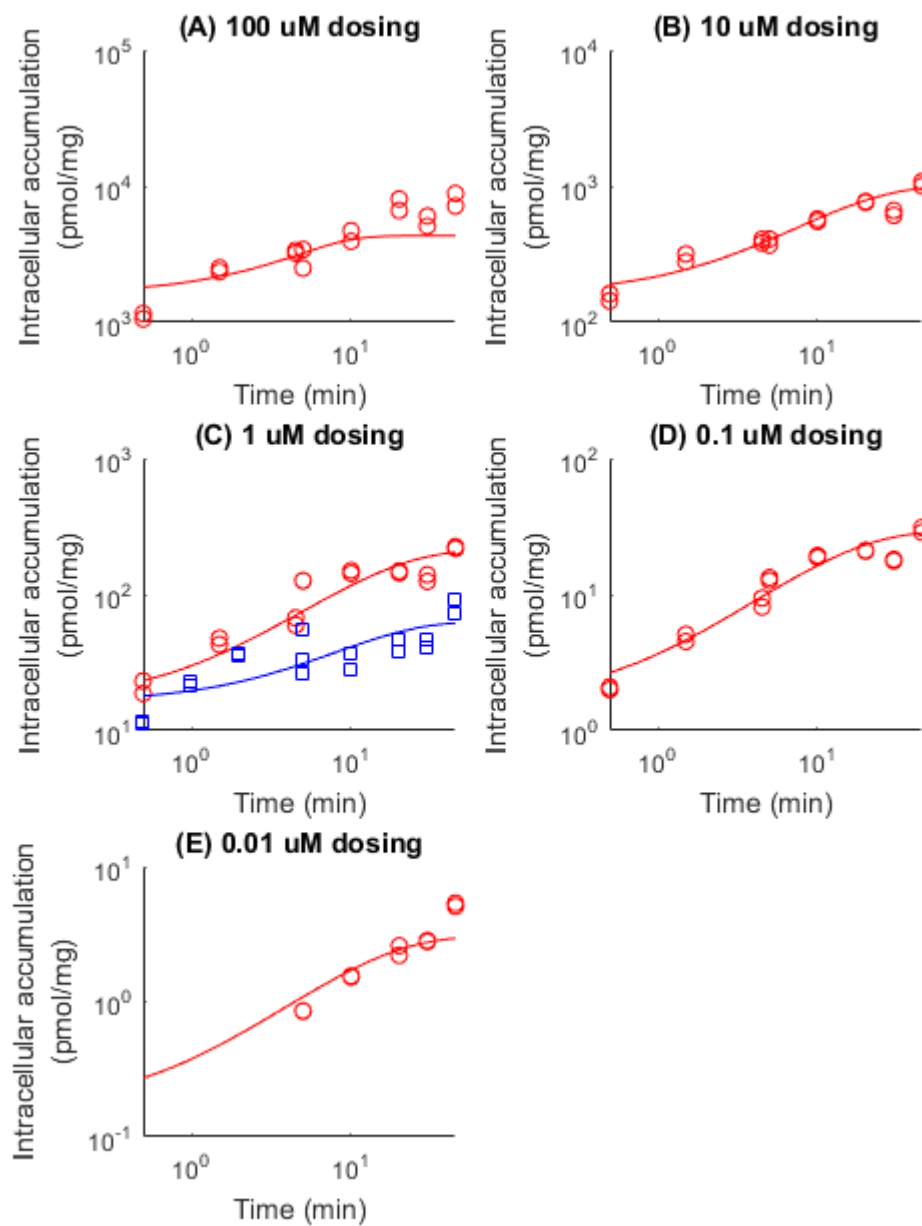 (A) 100 uM dosing
Intracellular accumulation
(pmol/mg)
10^5
10^4
10^3
10^0
10^1
Time (min)
(B) 10 uM dosing
Intracellular accumulation
(pmol/mg)
10^4
10^3
10^2
10^0
10^1
Time (min)
(C) 1 uM dosing
Intracellular accumulation
(pmol/mg)
10^3
10^2
10^1
10^0
10^1
Time (min)
(D) 0.1 uM dosing
Intracellular accumulation
(pmol/mg)
10^2
10^1
10^0
10^0
10^1
Time (min)
(E) 0.01 uM dosing
Intracellular accumulation
(pmol/mg)
10^1
10^0
10^-1
10^0
10^1
Time (min)